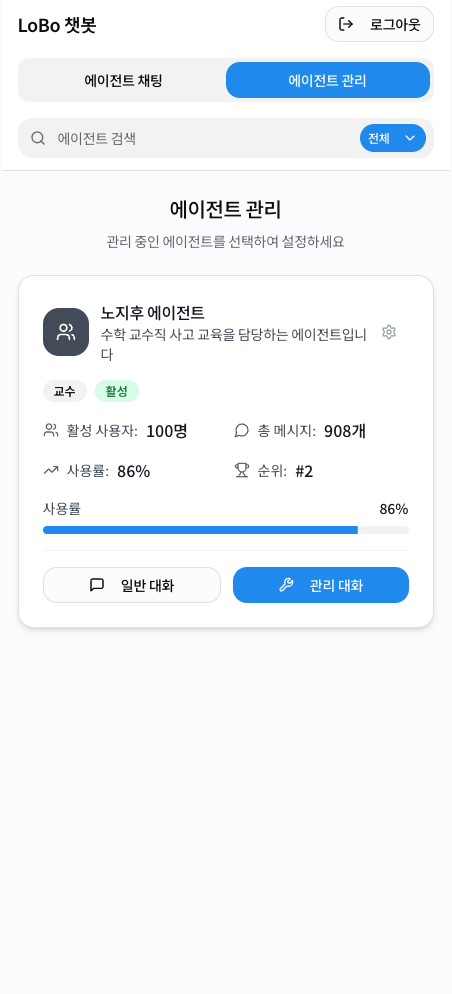 LoBo 챗봇
로그아웃
에이전트 채팅
에이전트 관리
에이전트 검색
전체
에이전트 관리
관리 중인 에이전트를 선택하여 설정하세요
노지후 에이전트
수학 교수직 사고 교육을 담당하는 에이전트입니
다
교수
활성
활성 사용자: 100명
총 메시지: 908개
사용률: 86%
순위: #2
사용률
86%
일반 대화
관리 대화